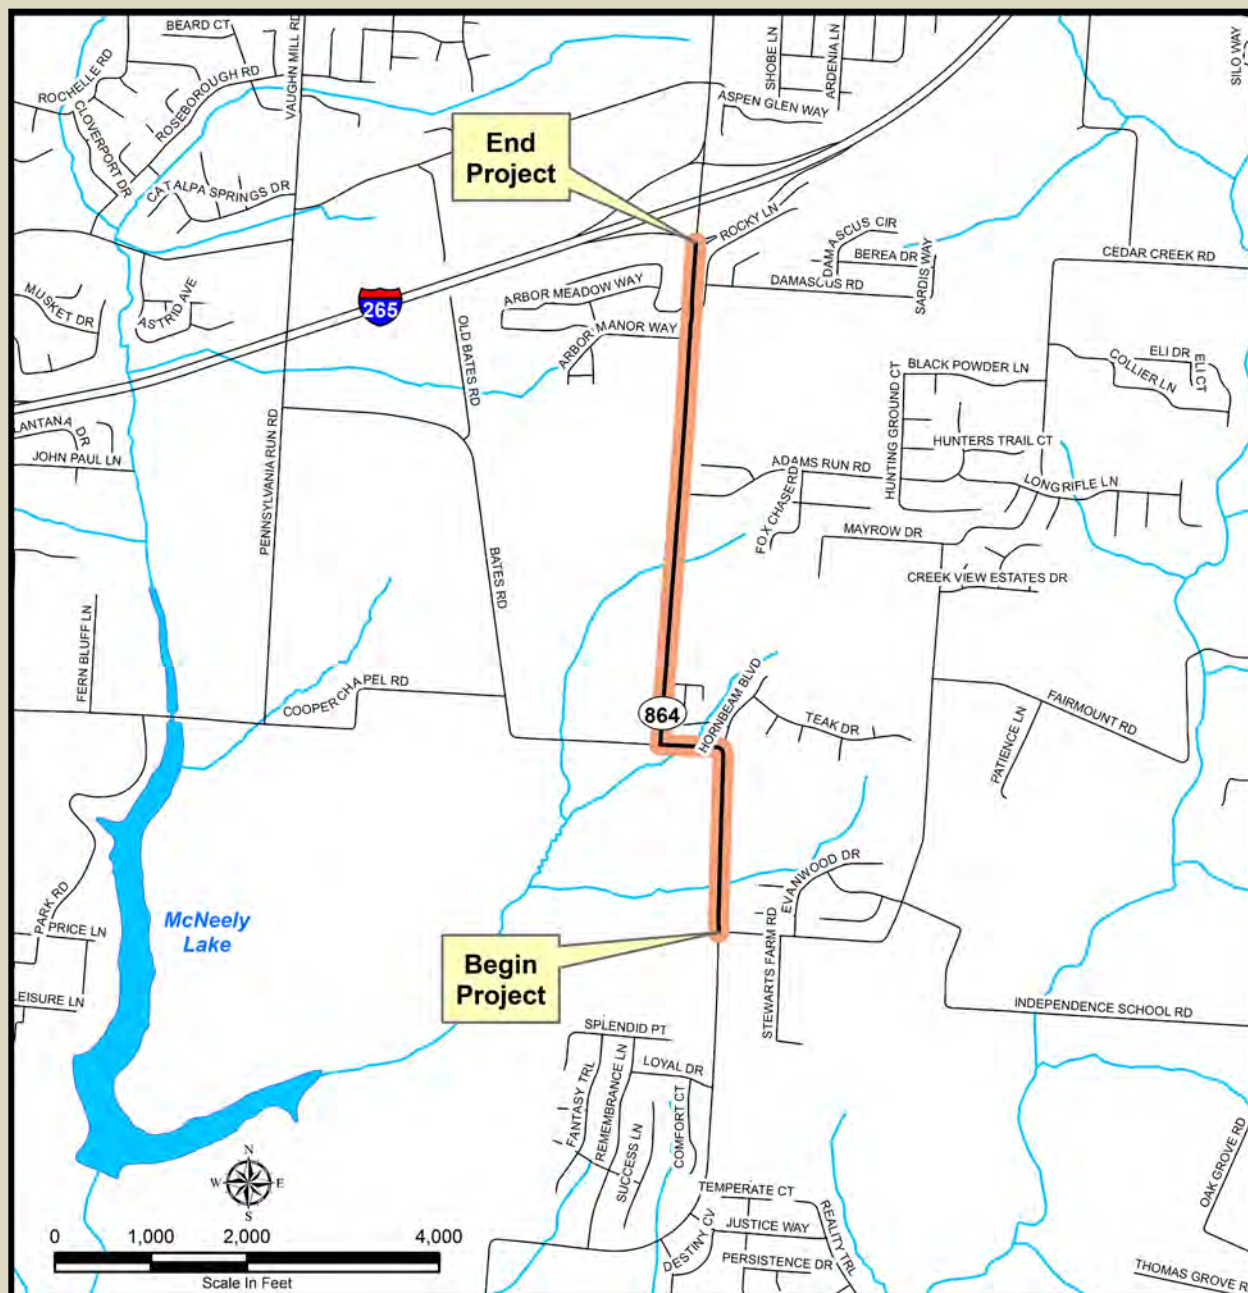 BEARD CT
ROCHELLE RD
CLOVERPORT DR
ROSEBOROUGH RD
VAUGHN MILL RD
CATALPA SPRINGS DR
SHOBE LN
ARDENIA LN
SILO WAY
ASPEN GLEN WAY
End
Project
ROCKY LN
DAMASCUS CIR
BEREA DR
SARDIS WAY
DAMASCUS RD
CEDAR CREEK RD
MUSKET DR
ASTRID AVE
265
ARBOR MEADOW WAY
ARBOR MANOR WAY
OLD BATES RD
BLACK POWDER LN
ELI DR
ELI CT
COLLIER LN
LANTANA DR
JOHN PAUL LN
PENNSYLVANIA RUN RD
HUNTING GROUND CT
HUNTERS TRAIL CT
ADAMS RUN RD
LONGRIFLE LN
FOX CHASE RD
MAYROW DR
BATES RD
CREEK VIEW ESTATES DR
FERN BLUFF LN
COOPER CHAPEL RD
864
HORNBEAM BLVD
TEAK DR
FAIRMOUNT RD
PATIENCE LN
PARK RD
PRICE LN
McNeely
Lake
EVANWOOD DR
STEWARTS FARM RD
Begin
Project
LEISURE LN
INDEPENDENCE SCHOOL RD
SPLENDID PT
LOYAL DR
FANTASY TRL
REMEMBRANCE LN
SUCCESS LN
COMFORT CT
OAK GROVE RD
TEMPERATE CT
JUSTICE WAY
DESTINY CV
PERSISTENCE DR
REALITY TRL
THOMAS GROVE R
N
W E
S
0 1,000 2,000 4,000
Scale In Feet